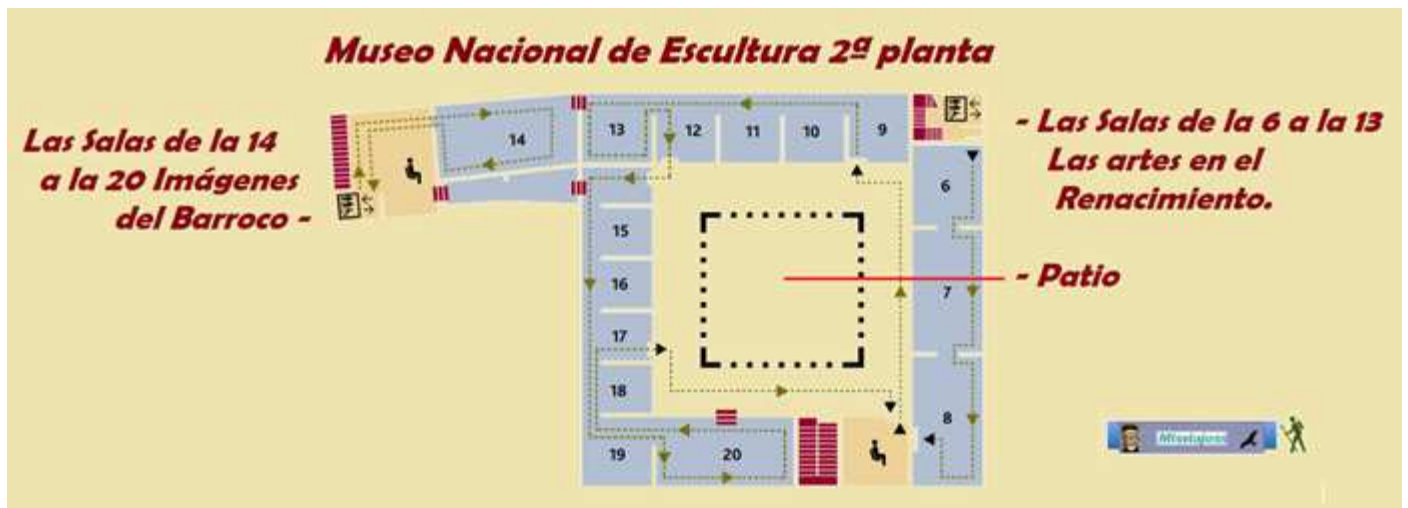 Museo Nacional de Escultura 2ª planta
Las Salas de la 14
a la 20 Imágenes
del Barroco -
- Las Salas de la 6 a la 13
Las artes en el
Renacimiento.
- Patio
14
13
12
11
10
9
6
15
16
7
17
18
8
19
20